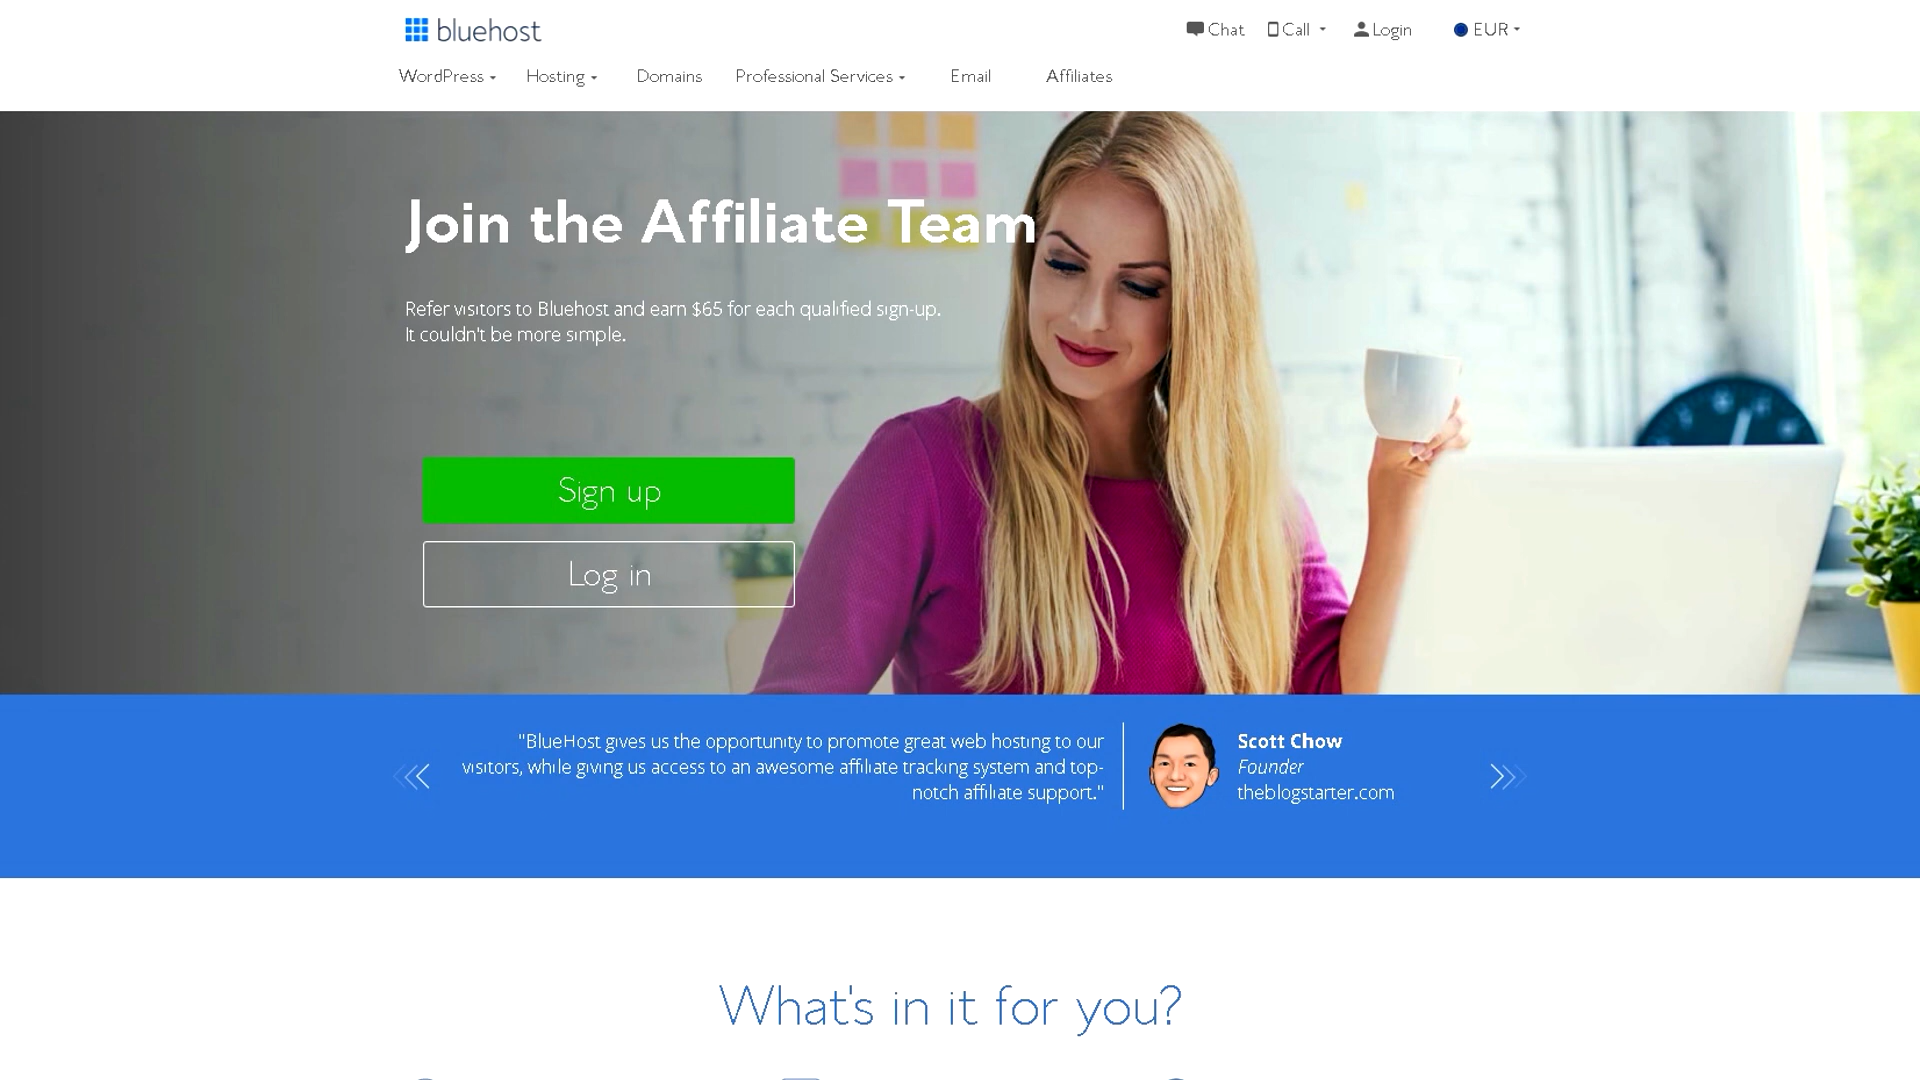 bluehost
Chat
Call
Login
EUR
WordPress
Hosting
Domains
Professional Services
Email
Affiliates
Join the Affiliate Team
Refer visitors to Bluehost and earn $65 for each qualified sign-up.
It couldn't be more simple.
Sign up
Log in
"BlueHost gives us the opportunity to promote great web hosting to our
visitors, while giving us access to an awesome affiliate tracking system and top-
notch affiliate support."
Scott Chow
Founder
theblogstarter.com
What's in it for you?